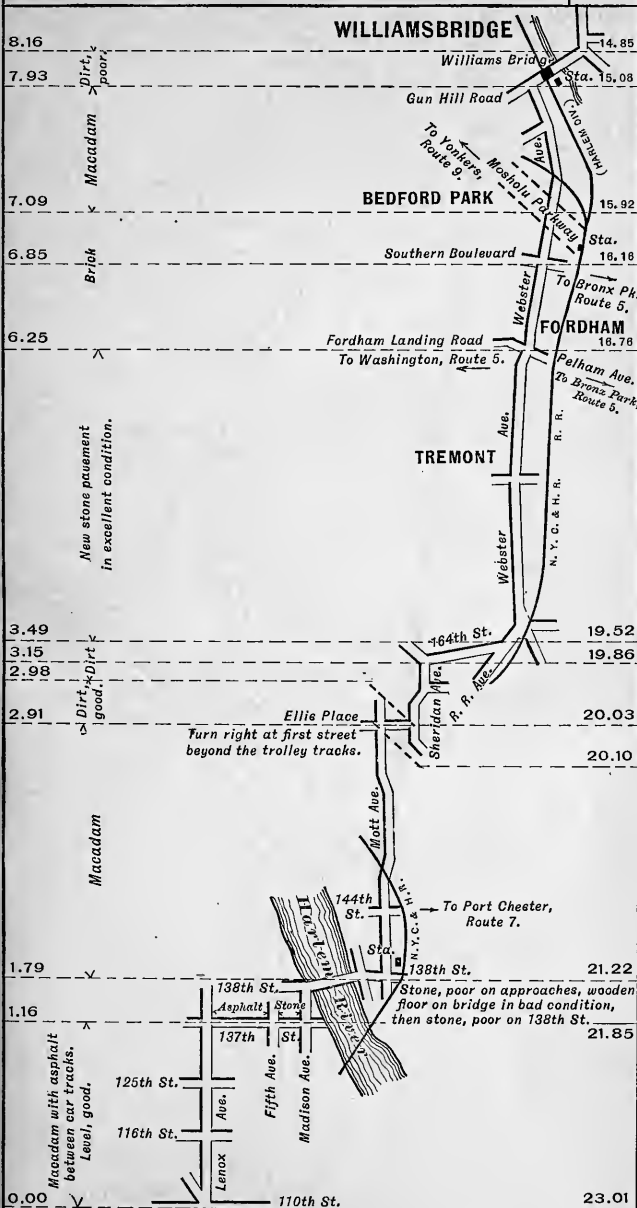 WILLIAMSBRIDGE
8.16
14.85
Williams Bridge
Dirt, poor.
7.93
Sta. 15.08
Gun Hill Road
(HARLEM DIV.)
Macadam
Ave.
To Yonkers,
Route 9.
Mosholu Parkway
7.09
BEDFORD PARK
15.92
Sta.
6.85
Southern Boulevard
16.16
Brick
To Bronx Pk.
Route 5.
Webster
FORDHAM
6.25
Fordham Landing Road
16.76
To Washington, Route 5.
Pelham Ave.
To Bronx Park,
Route 5.
New stone pavement
in excellent condition.
Ave.
R. R.
TREMONT
N. Y. C. & H. R.
Webster
3.49
164th St.
19.52
3.15
Dirt
19.86
2.98
Dirt,
good.
Sheridan Ave.
R. R. Ave.
2.91
Ellis Place
20.03
Turn right at first street
beyond the trolley tracks.
20.10
Mott Ave.
Macadam
144th
St.
N.Y.C. & H.R.
To Port Chester,
Route 7.
Harlem
River
Sta.
1.79
138th St.
138th St.
21.22
Asphalt
Stone
Stone, poor on approaches, wooden
floor on bridge in bad condition,
then stone, poor on 138th St.
1.16
21.85
137th St.
Macadam with asphalt
between car tracks.
Level, good.
Fifth Ave.
Madison Ave.
125th St.
Ave.
116th St.
Lenox
0.00
110th St.
23.01